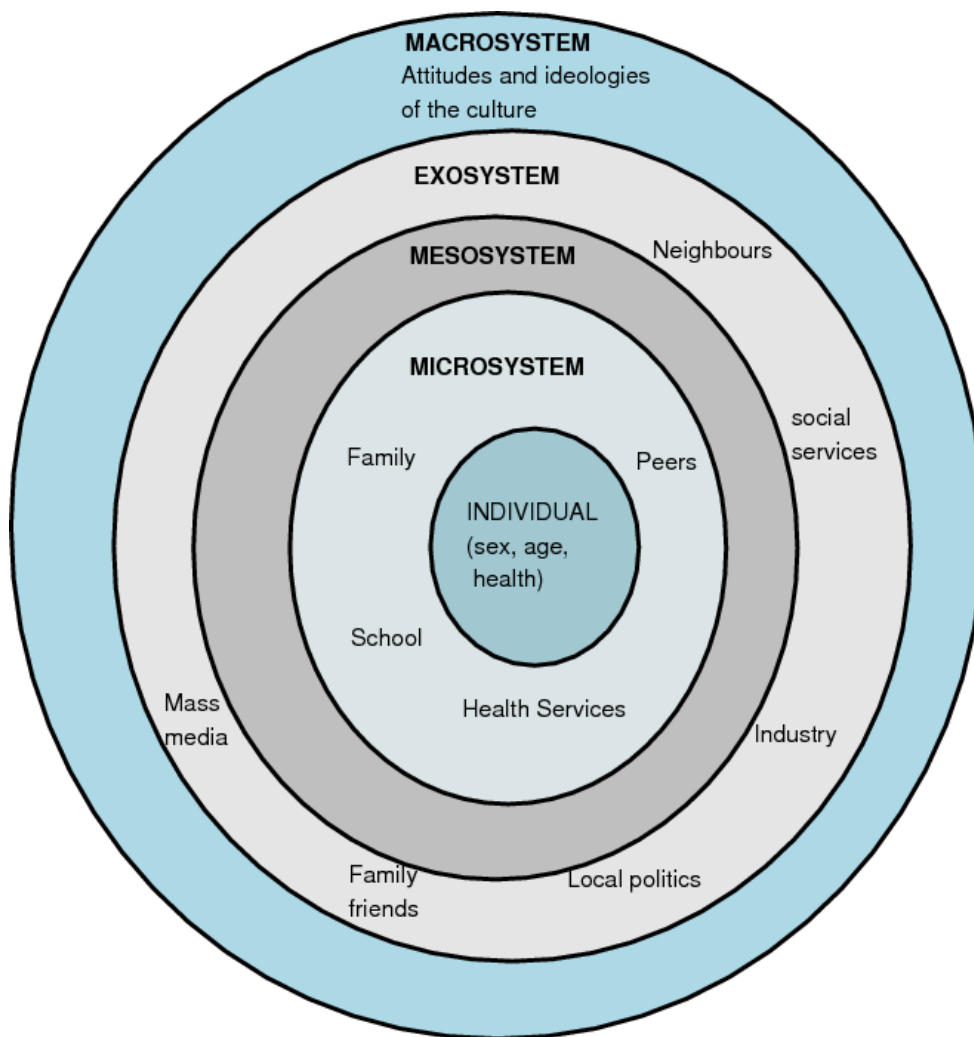 MACROSYSTEM
Attitudes and ideologies
of the culture
EXOSYSTEM
Neighbours
MESOSYSTEM
MICROSYSTEM
social
services
Family
Peers
INDIVIDUAL
(sex, age,
health)
School
Health Services
Mass
media
Industry
Family
friends
Local politics